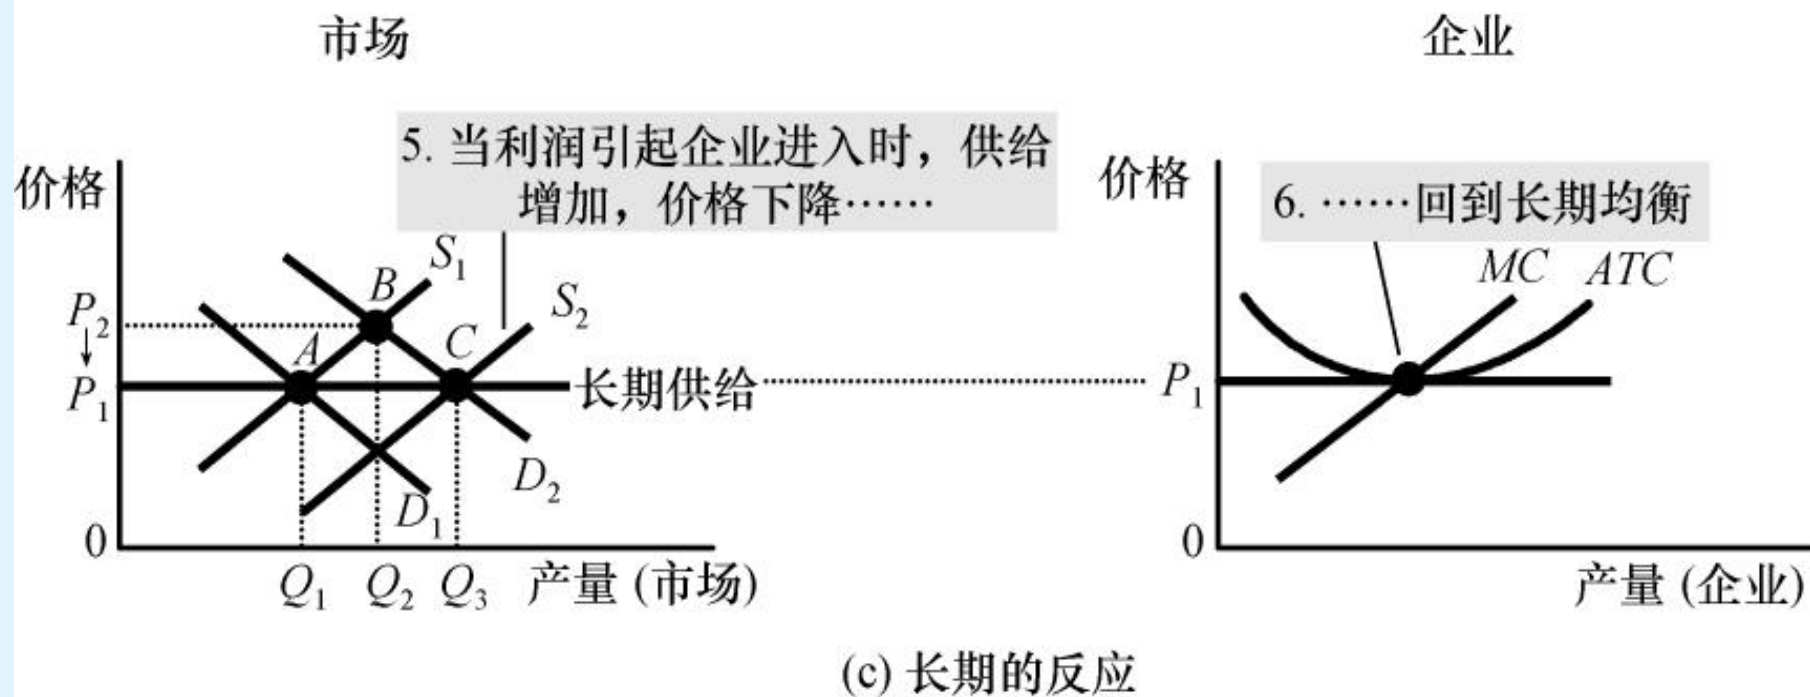 市场
企业
5. 当利润引起企业进入时，供给
增加，价格下降……
价格
P₂
↓
P₁
0
A
B
C
S₁
S₂
D₁
D₂
长期供给
Q₁ Q₂ Q₃ 产量 (市场)
价格
6. ……回到长期均衡
MC ATC
P₁
0
产量 (企业)
(c) 长期的反应